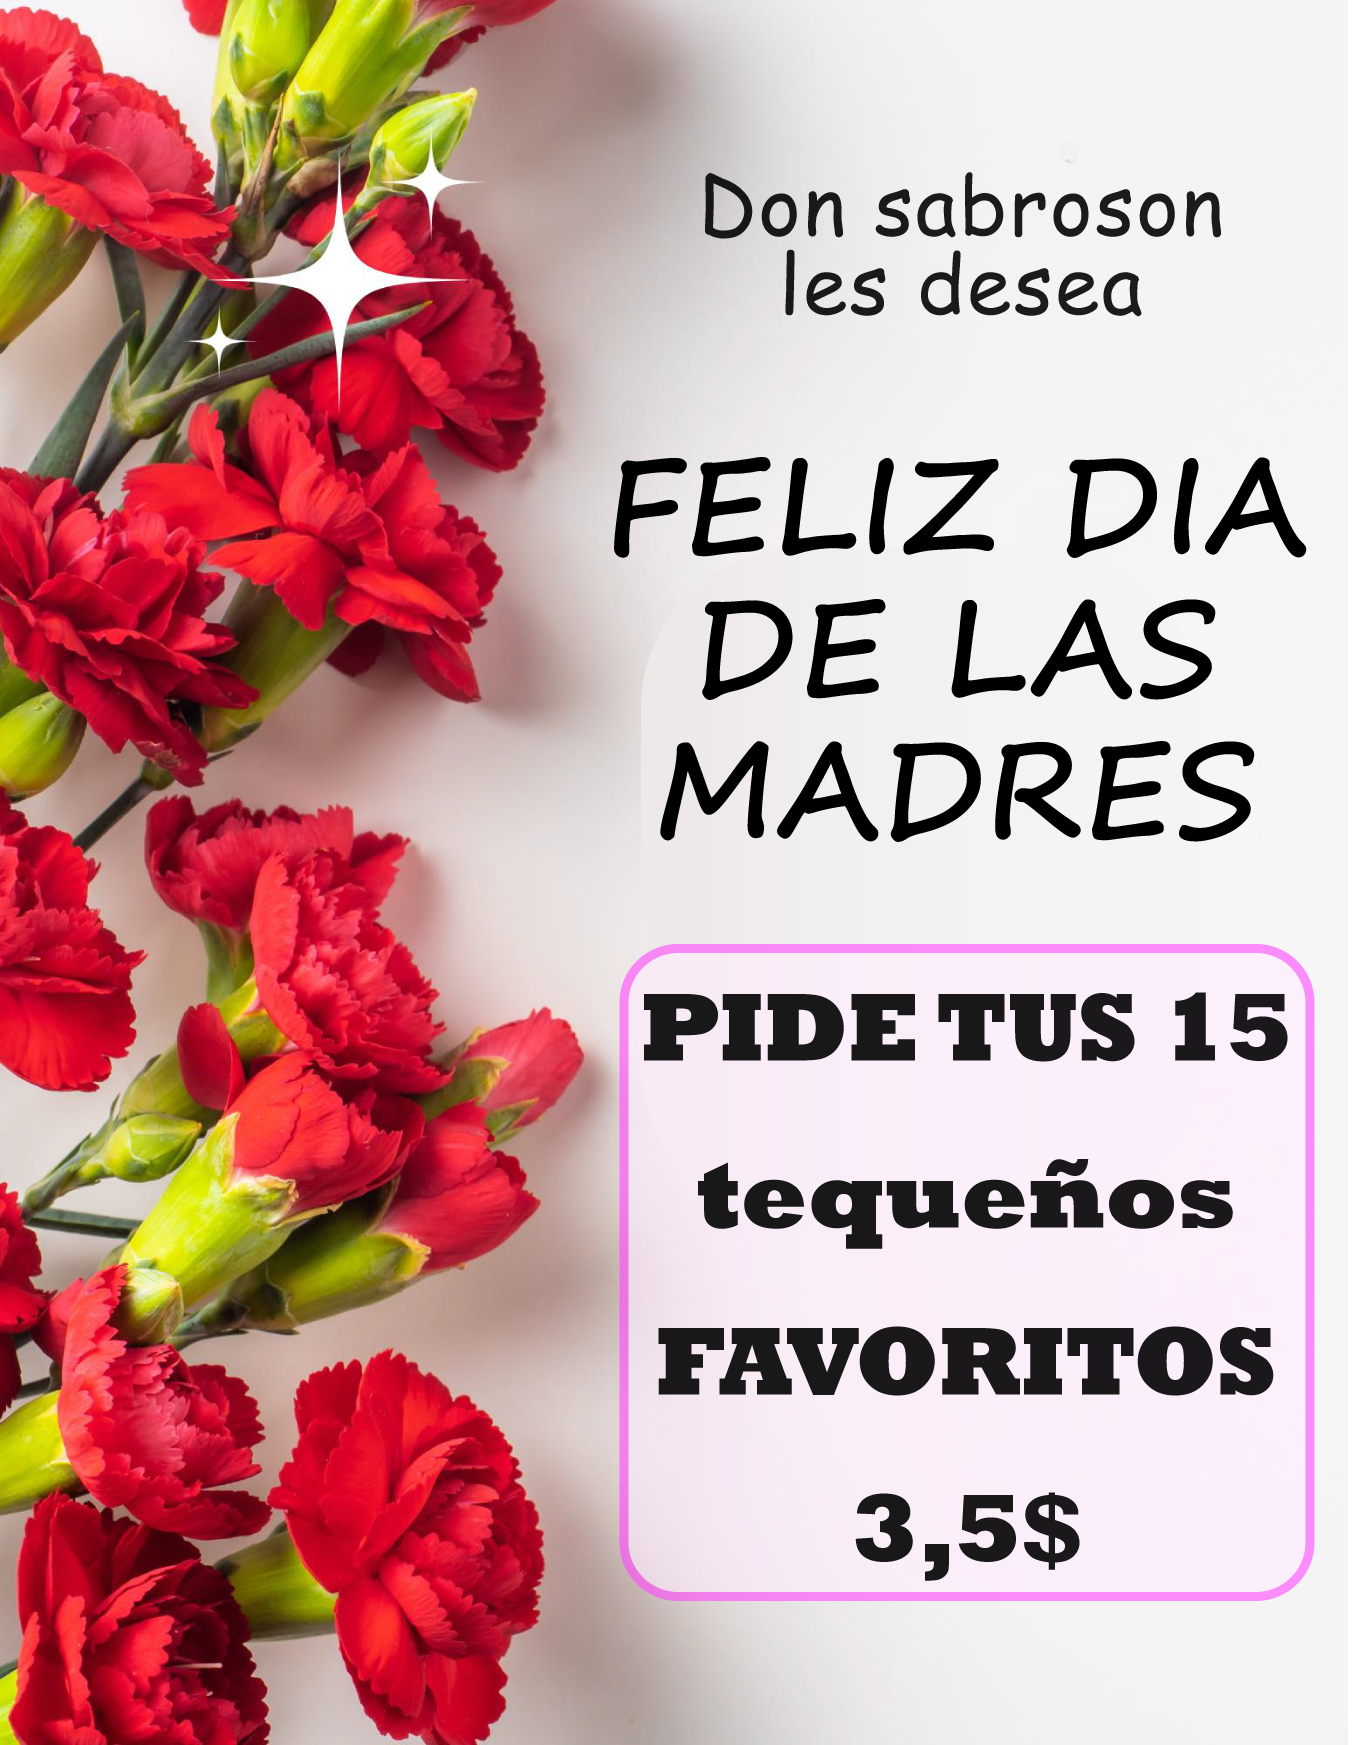 Don sabroson
les desea
FELIZ DIA
DE LAS
MADRES
PIDE TUS 15
tequeños
FAVORITOS
3,5$